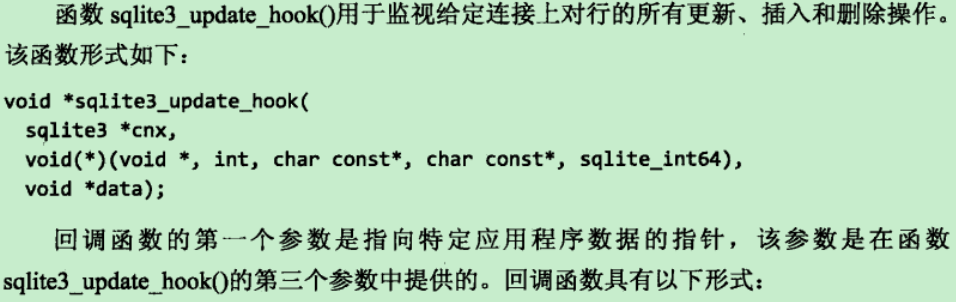 函数 sqlite3_update_hook()用于监视给定连接上对行的所有更新、插入和删除操作。
该函数形式如下：
void *sqlite3_update_hook(
sqlite3 *cnx,
void(*)(void *, int, char const*, char const*, sqlite_int64),
void *data);
回调函数的第一个参数是指向特定应用程序数据的指针，该参数是在函数
sqlite3_update_hook()的第三个参数中提供的。回调函数具有以下形式：